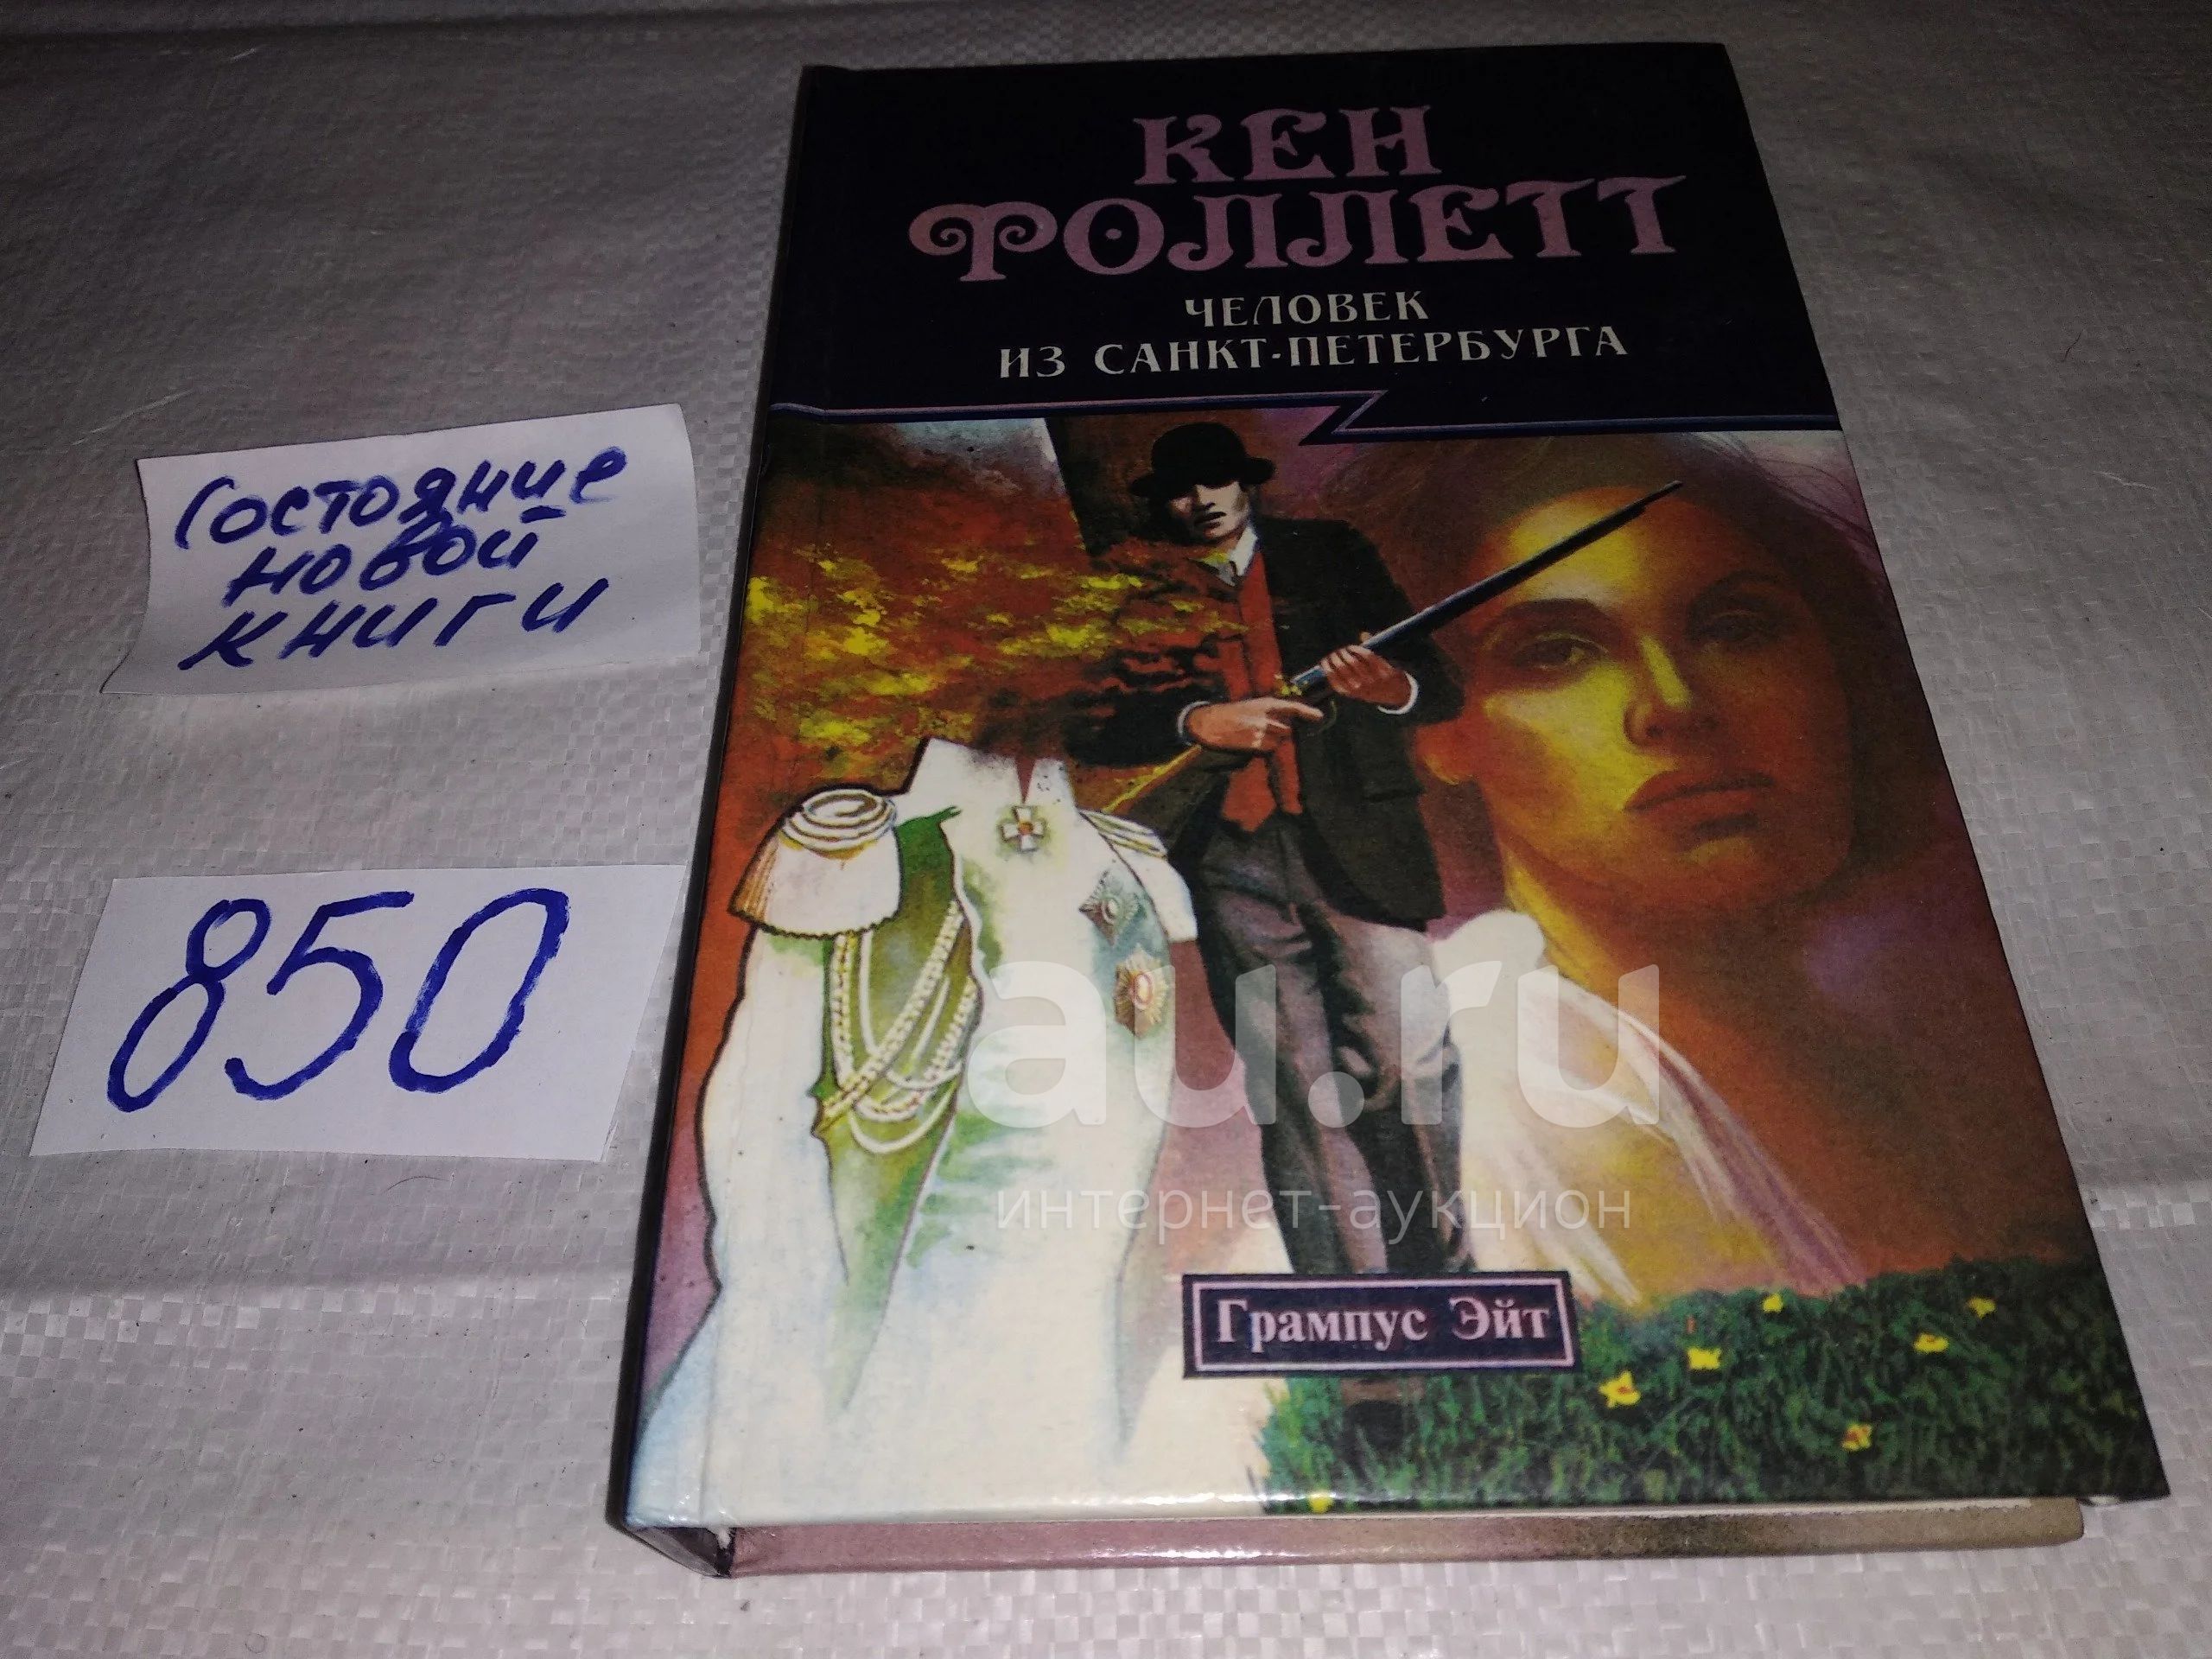 КЕН
ФОЛЛЕТТ
ЧЕЛОВЕК
ИЗ САНКТ-ПЕТЕРБУРГА
Состояние
новой
книги
850
au.ru
интернет-аукцион
Грампус Эйт